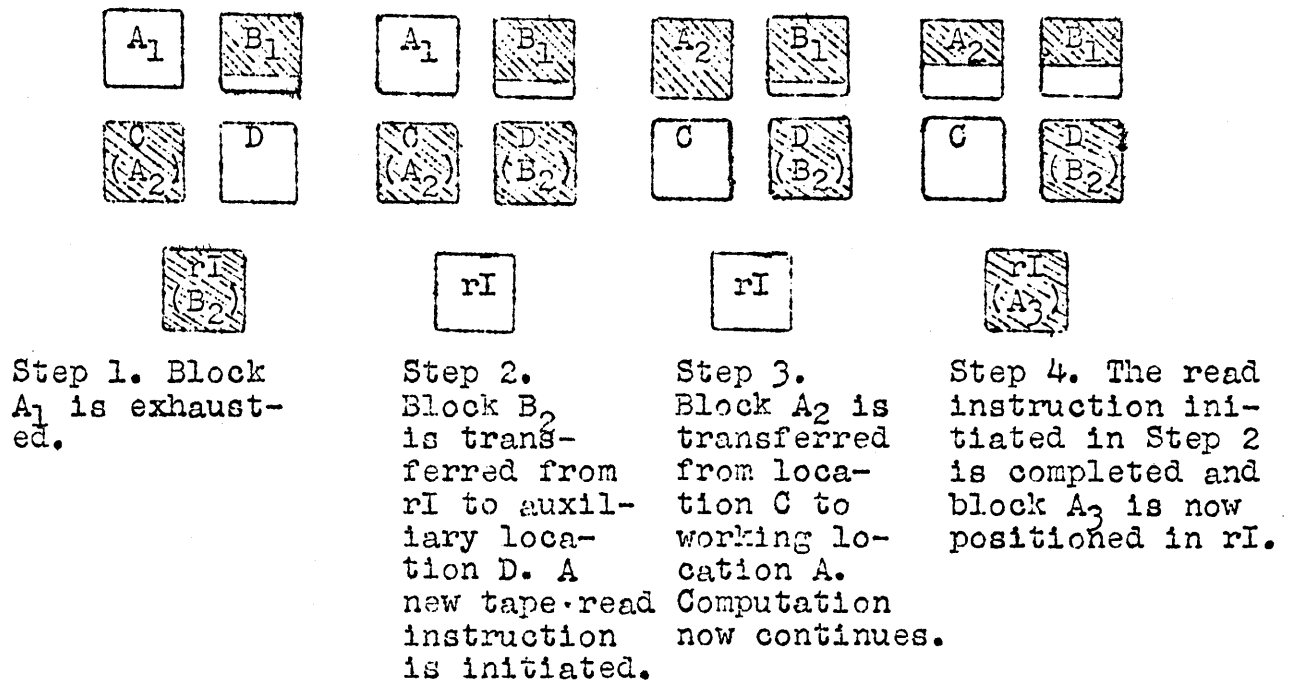 A1 B1 A1 B1 A2 B1 A2 B1
C D C D C D C D
(A2) (A2) (B2) (B2) (B2)
rI rI rI rI
(B2) (A3)
Step 1. Block
A1 is exhaust-
ed.
Step 2.
Block B2
is trans-
ferred from
rI to auxil-
iary loca-
tion D. A
new tape.read
instruction
is initiated.
Step 3.
Block A2 is
transferred
from loca-
tion C to
working lo-
cation A.
Computation
now continues.
Step 4. The read
instruction ini-
tiated in Step 2
is completed and
block A3 is now
positioned in rI.